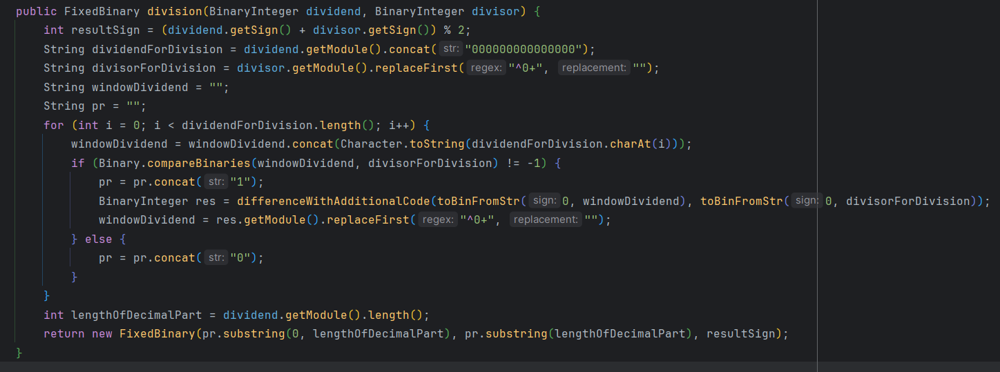 public FixedBinary division(BinaryInteger dividend, BinaryInteger divisor) {
    int resultSign = (dividend.getSign() + divisor.getSign()) % 2;
    String dividendForDivision = dividend.getModule().concat( str: "000000000000000");
    String divisorForDivision = divisor.getModule().replaceFirst( regex: "^0+", replacement: "");
    String windowDividend = "";
    String pr = "";
    for (int i = 0; i < dividendForDivision.length(); i++) {
        windowDividend = windowDividend.concat(Character.toString(dividendForDivision.charAt(i)));
        if (Binary.compareBinaries(windowDividend, divisorForDivision) != -1) {
            pr = pr.concat( str: "1");
            BinaryInteger res = differenceWithAdditionalCode(toBinFromStr( sign: 0, windowDividend), toBinFromStr( sign: 0, divisorForDivision));
            windowDividend = res.getModule().replaceFirst( regex: "^0+", replacement: "");
        } else {
            pr = pr.concat( str: "0");
        }
    }
    int lengthOfDecimalPart = dividend.getModule().length();
    return new FixedBinary(pr.substring(0, lengthOfDecimalPart), pr.substring(lengthOfDecimalPart), resultSign);
}